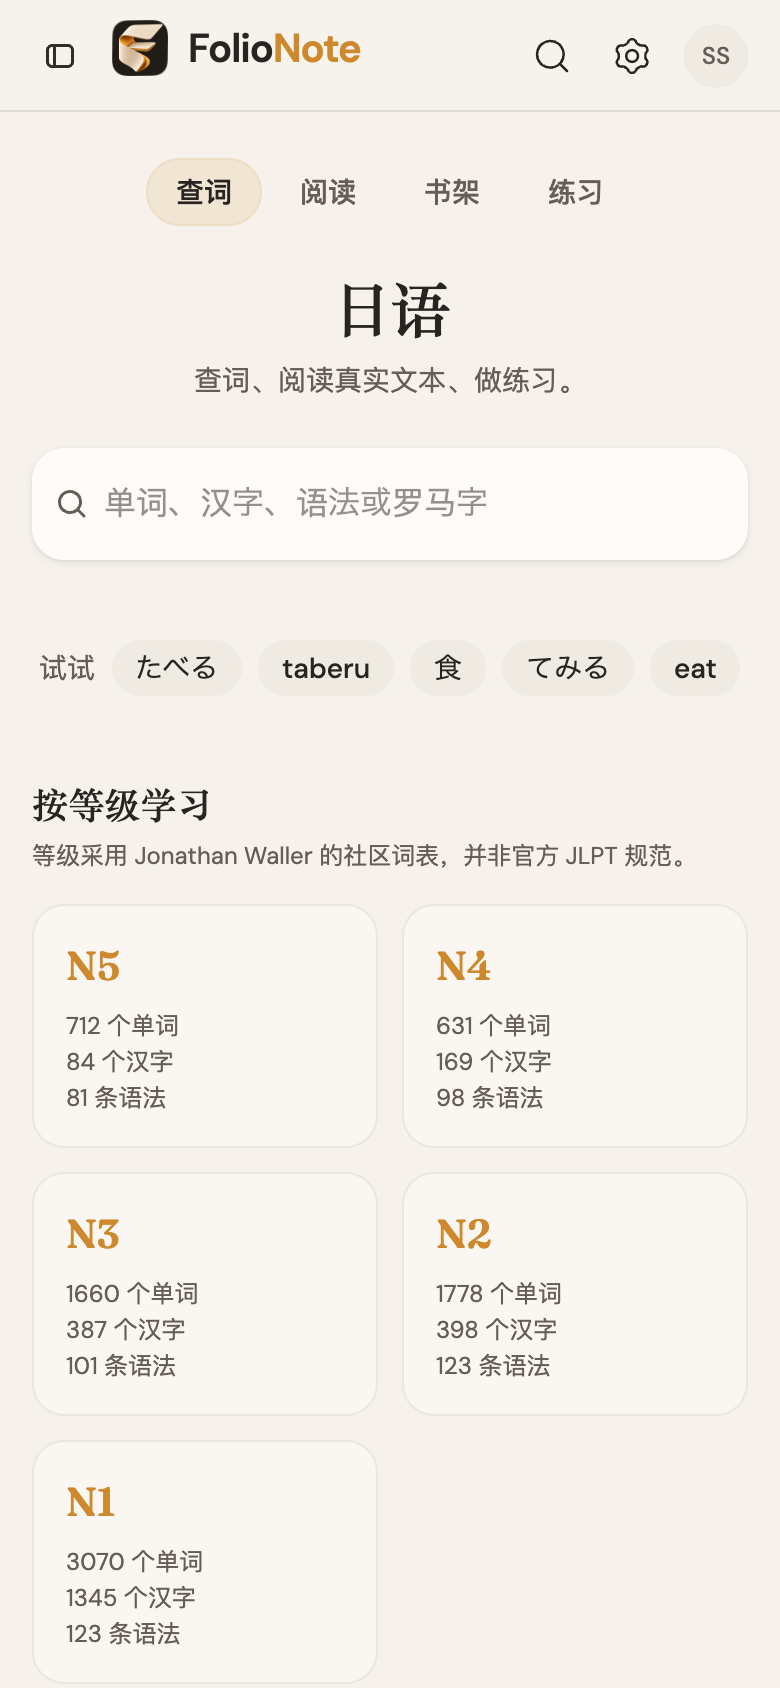 FolioNote
SS
查词 阅读 书架 练习
日语
查词、阅读真实文本、做练习。
单词、汉字、语法或罗马字
试试 たべる taberu 食 てみる eat
按等级学习
等级采用 Jonathan Waller 的社区词表，并非官方 JLPT 规范。
N5
712 个单词
84 个汉字
81 条语法
N4
631 个单词
169 个汉字
98 条语法
N3
1660 个单词
387 个汉字
101 条语法
N2
1778 个单词
398 个汉字
123 条语法
N1
3070 个单词
1345 个汉字
123 条语法